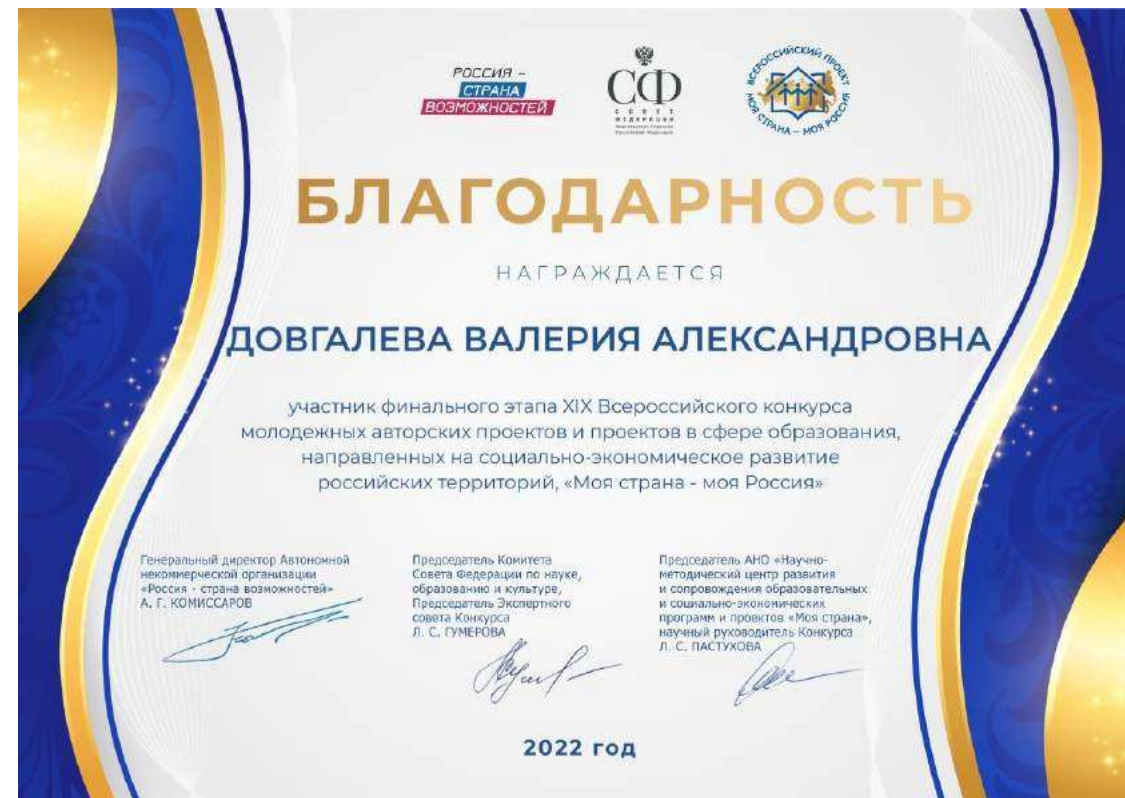 РОССИЯ –
СТРАНА
ВОЗМОЖНОСТЕЙ
СФ
СОВЕТ
ФЕДЕРАЦИИ
ВСЕРОССИЙСКИЙ ПРОЕКТ
МОЯ СТРАНА – МОЯ РОССИЯ
БЛАГОДАРНОСТЬ
НАГРАЖДАЕТСЯ
ДОВГАЛЕВА ВАЛЕРИЯ АЛЕКСАНДРОВНА
участник финального этапа XIX Всероссийского конкурса
молодежных авторских проектов и проектов в сфере образования,
направленных на социально-экономическое развитие
российских территорий, «Моя страна - моя Россия»
Генеральный директор Автономной
некоммерческой организации
«Россия - страна возможностей»
А. Г. КОМИССАРОВ
Председатель Комитета
Совета Федерации по науке,
образованию и культуре,
Председатель Экспертного
совета Конкурса
Л. С. ГУМЕРОВА
Председатель АНО «Научно-
методический центр развития
и сопровождения образовательных
и социально-экономических
программ и проектов «Моя страна»,
научный руководитель Конкурса
Л. С. ПАСТУХОВА
2022 год